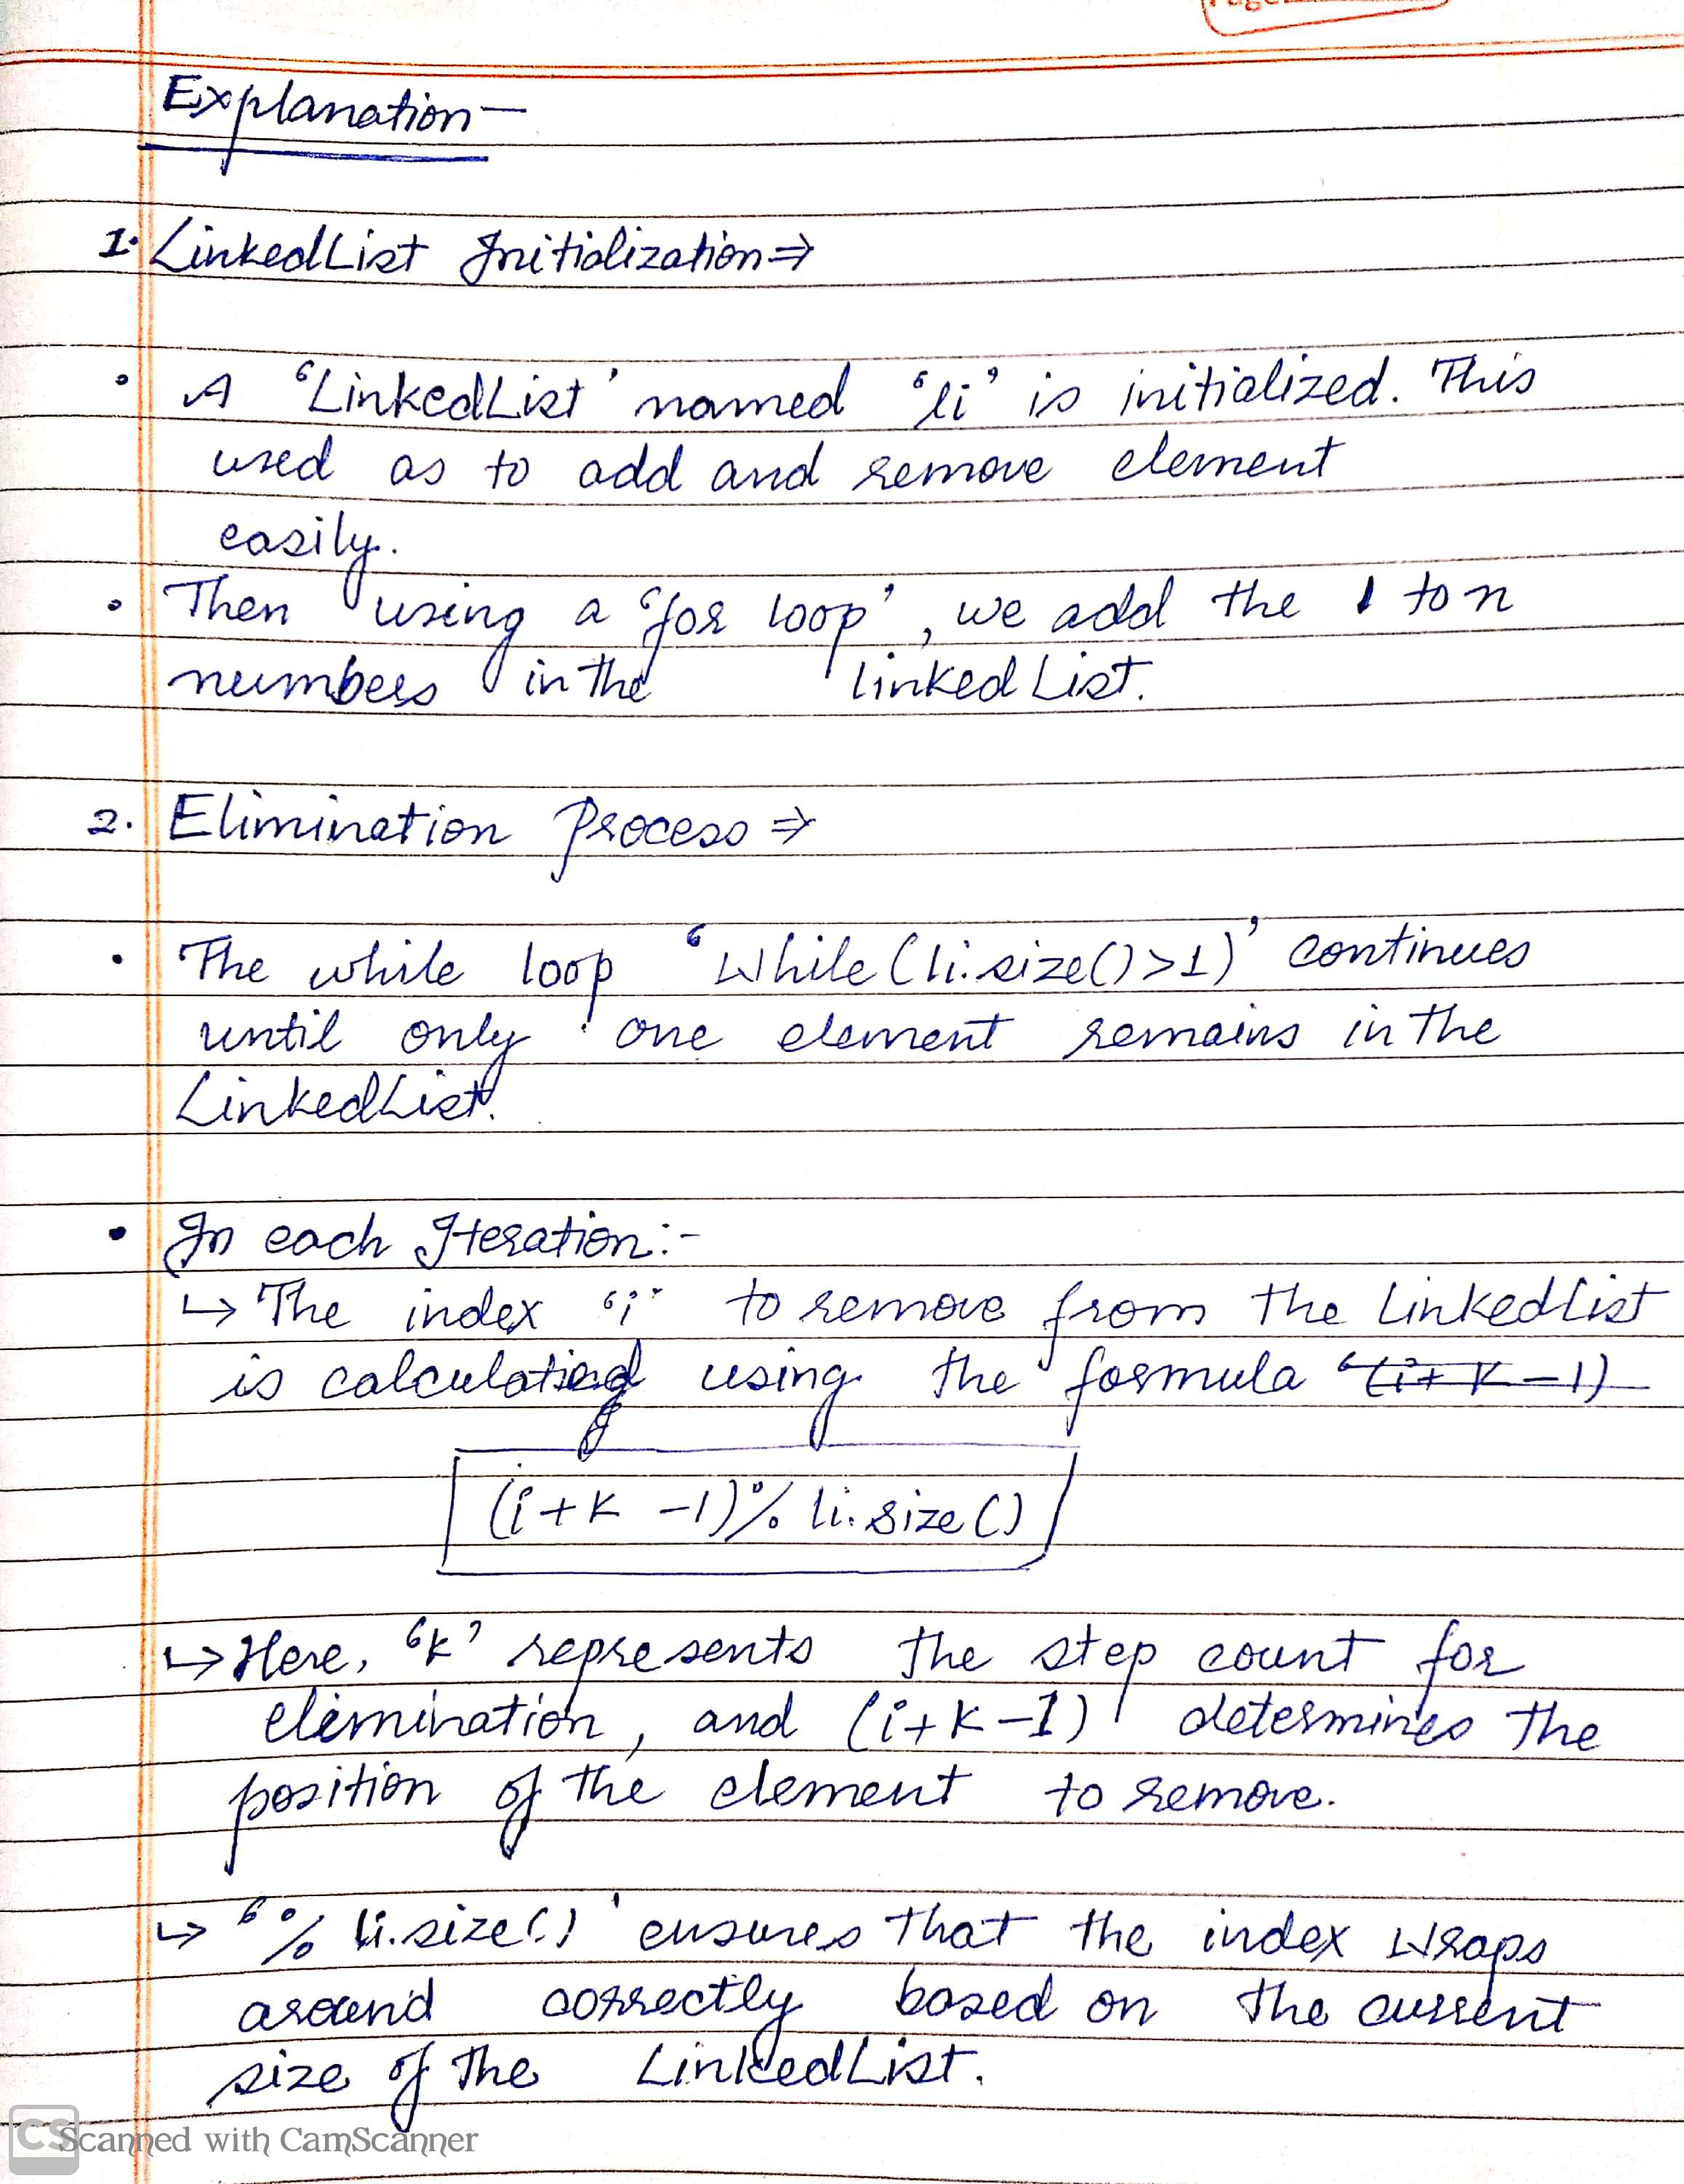 Explanation-
1. LinkedList Initialization⇒
• A 'LinkedList' named 'li' is initialized. This
used as to add and remove element
easily.
• Then using a 'for loop', we add the 1 to n
numbers in the linked List.
2. Elimination Process ⇒
• The while loop 'While (li.size()>1)' continues
until only one element remains in the
LinkedList.
• In each Iteration:-
↳ The index 'i' to remove from the LinkedList
is using the formula '(i+K-1)
(i+K-1)% li.size()
↳ Here, 'k' represents the step count for
elimination, and (i+K-1) determines the
position of the element to remove.
↳ '% li.size()' ensures that the index Wraps
around correctly based on the current
size of the LinkedList.
CS Scanned with CamScanner